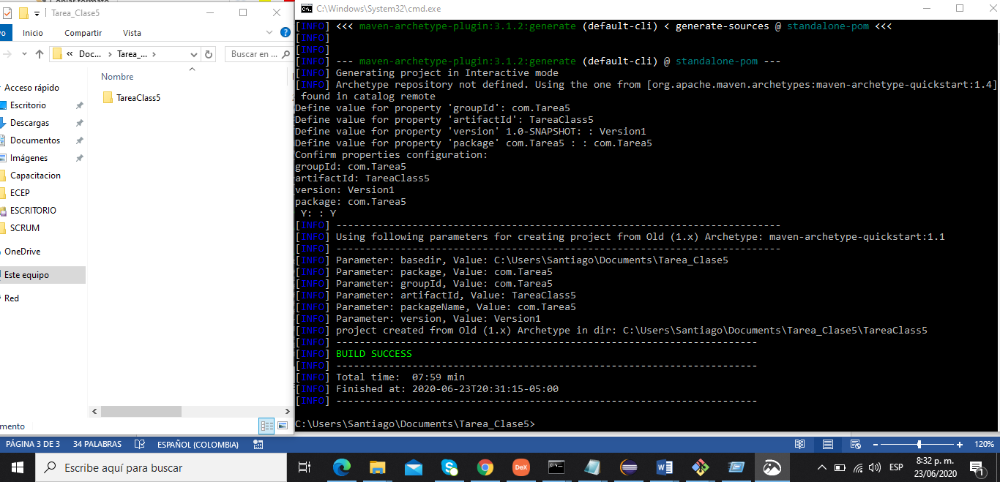 Tarea_Clase5
Inicio Compartir Vista
« Doc... > Tarea_... >
Buscar en ...
Nombre
Acceso rápido
Escritorio
Descargas
Documentos
Imágenes
Capacitacion
ECEP
ESCRITORIO
SCRUM
OneDrive
Este equipo
Red
TareaClass5
mento
C:\Windows\System32\cmd.exe
[INFO] <<< maven-archetype-plugin:3.1.2:generate (default-cli) < generate-sources @ standalone-pom <<<
[INFO]
[INFO]
[INFO] --- maven-archetype-plugin:3.1.2:generate (default-cli) @ standalone-pom ---
[INFO] Generating project in Interactive mode
[INFO] Archetype repository not defined. Using the one from [org.apache.maven.archetypes:maven-archetype-quickstart:1.4]
 found in catalog remote
Define value for property 'groupId': com.Tarea5
Define value for property 'artifactId': TareaClass5
Define value for property 'version' 1.0-SNAPSHOT: : Version1
Define value for property 'package' com.Tarea5 : : com.Tarea5
Confirm properties configuration:
groupId: com.Tarea5
artifactId: TareaClass5
version: Version1
package: com.Tarea5
 Y: : Y
[INFO] ----------------------------------------------------------------------------
[INFO] Using following parameters for creating project from Old (1.x) Archetype: maven-archetype-quickstart:1.1
[INFO] ----------------------------------------------------------------------------
[INFO] Parameter: basedir, Value: C:\Users\Santiago\Documents\Tarea_Clase5
[INFO] Parameter: package, Value: com.Tarea5
[INFO] Parameter: groupId, Value: com.Tarea5
[INFO] Parameter: artifactId, Value: TareaClass5
[INFO] Parameter: packageName, Value: com.Tarea5
[INFO] Parameter: version, Value: Version1
[INFO] project created from Old (1.x) Archetype in dir: C:\Users\Santiago\Documents\Tarea_Clase5\TareaClass5
[INFO] ------------------------------------------------------------------------
[INFO] BUILD SUCCESS
[INFO] ------------------------------------------------------------------------
[INFO] Total time:  07:59 min
[INFO] Finished at: 2020-06-23T20:31:15-05:00
[INFO] ------------------------------------------------------------------------
C:\Users\Santiago\Documents\Tarea_Clase5>
PÁGINA 3 DE 3 34 PALABRAS ESPAÑOL (COLOMBIA) 120%
Escribe aquí para buscar
DeX
ESP
8:32 p. m.
23/06/2020
1